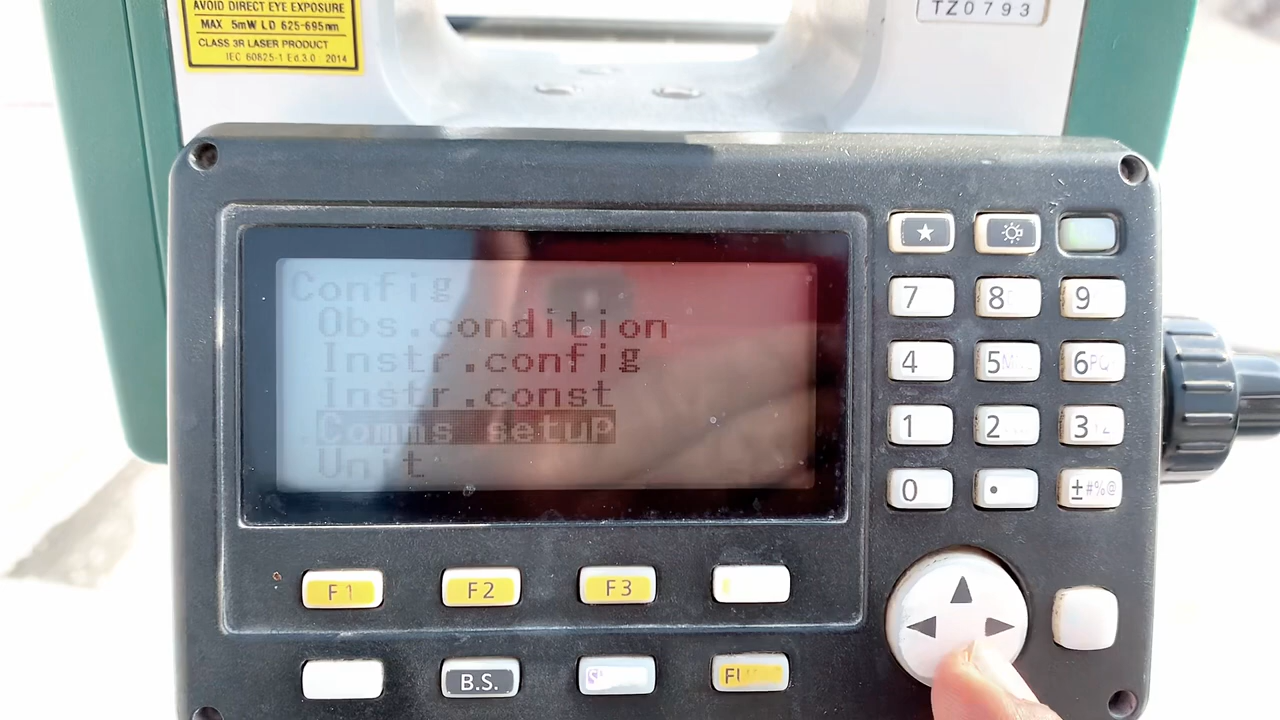 AVOID DIRECT EYE EXPOSURE
MAX 5mW LD 625-695nm
CLASS 3R LASER PRODUCT
IEC 60825-1 Ed.3.0 2014
TZ0793
Config
Obs.condition
Instr.config
Instr.const
Comms setup
Unit
7 8 9
4 5 6
1 2 3
0 . ±#%@
F1 F2 F3
B.S.